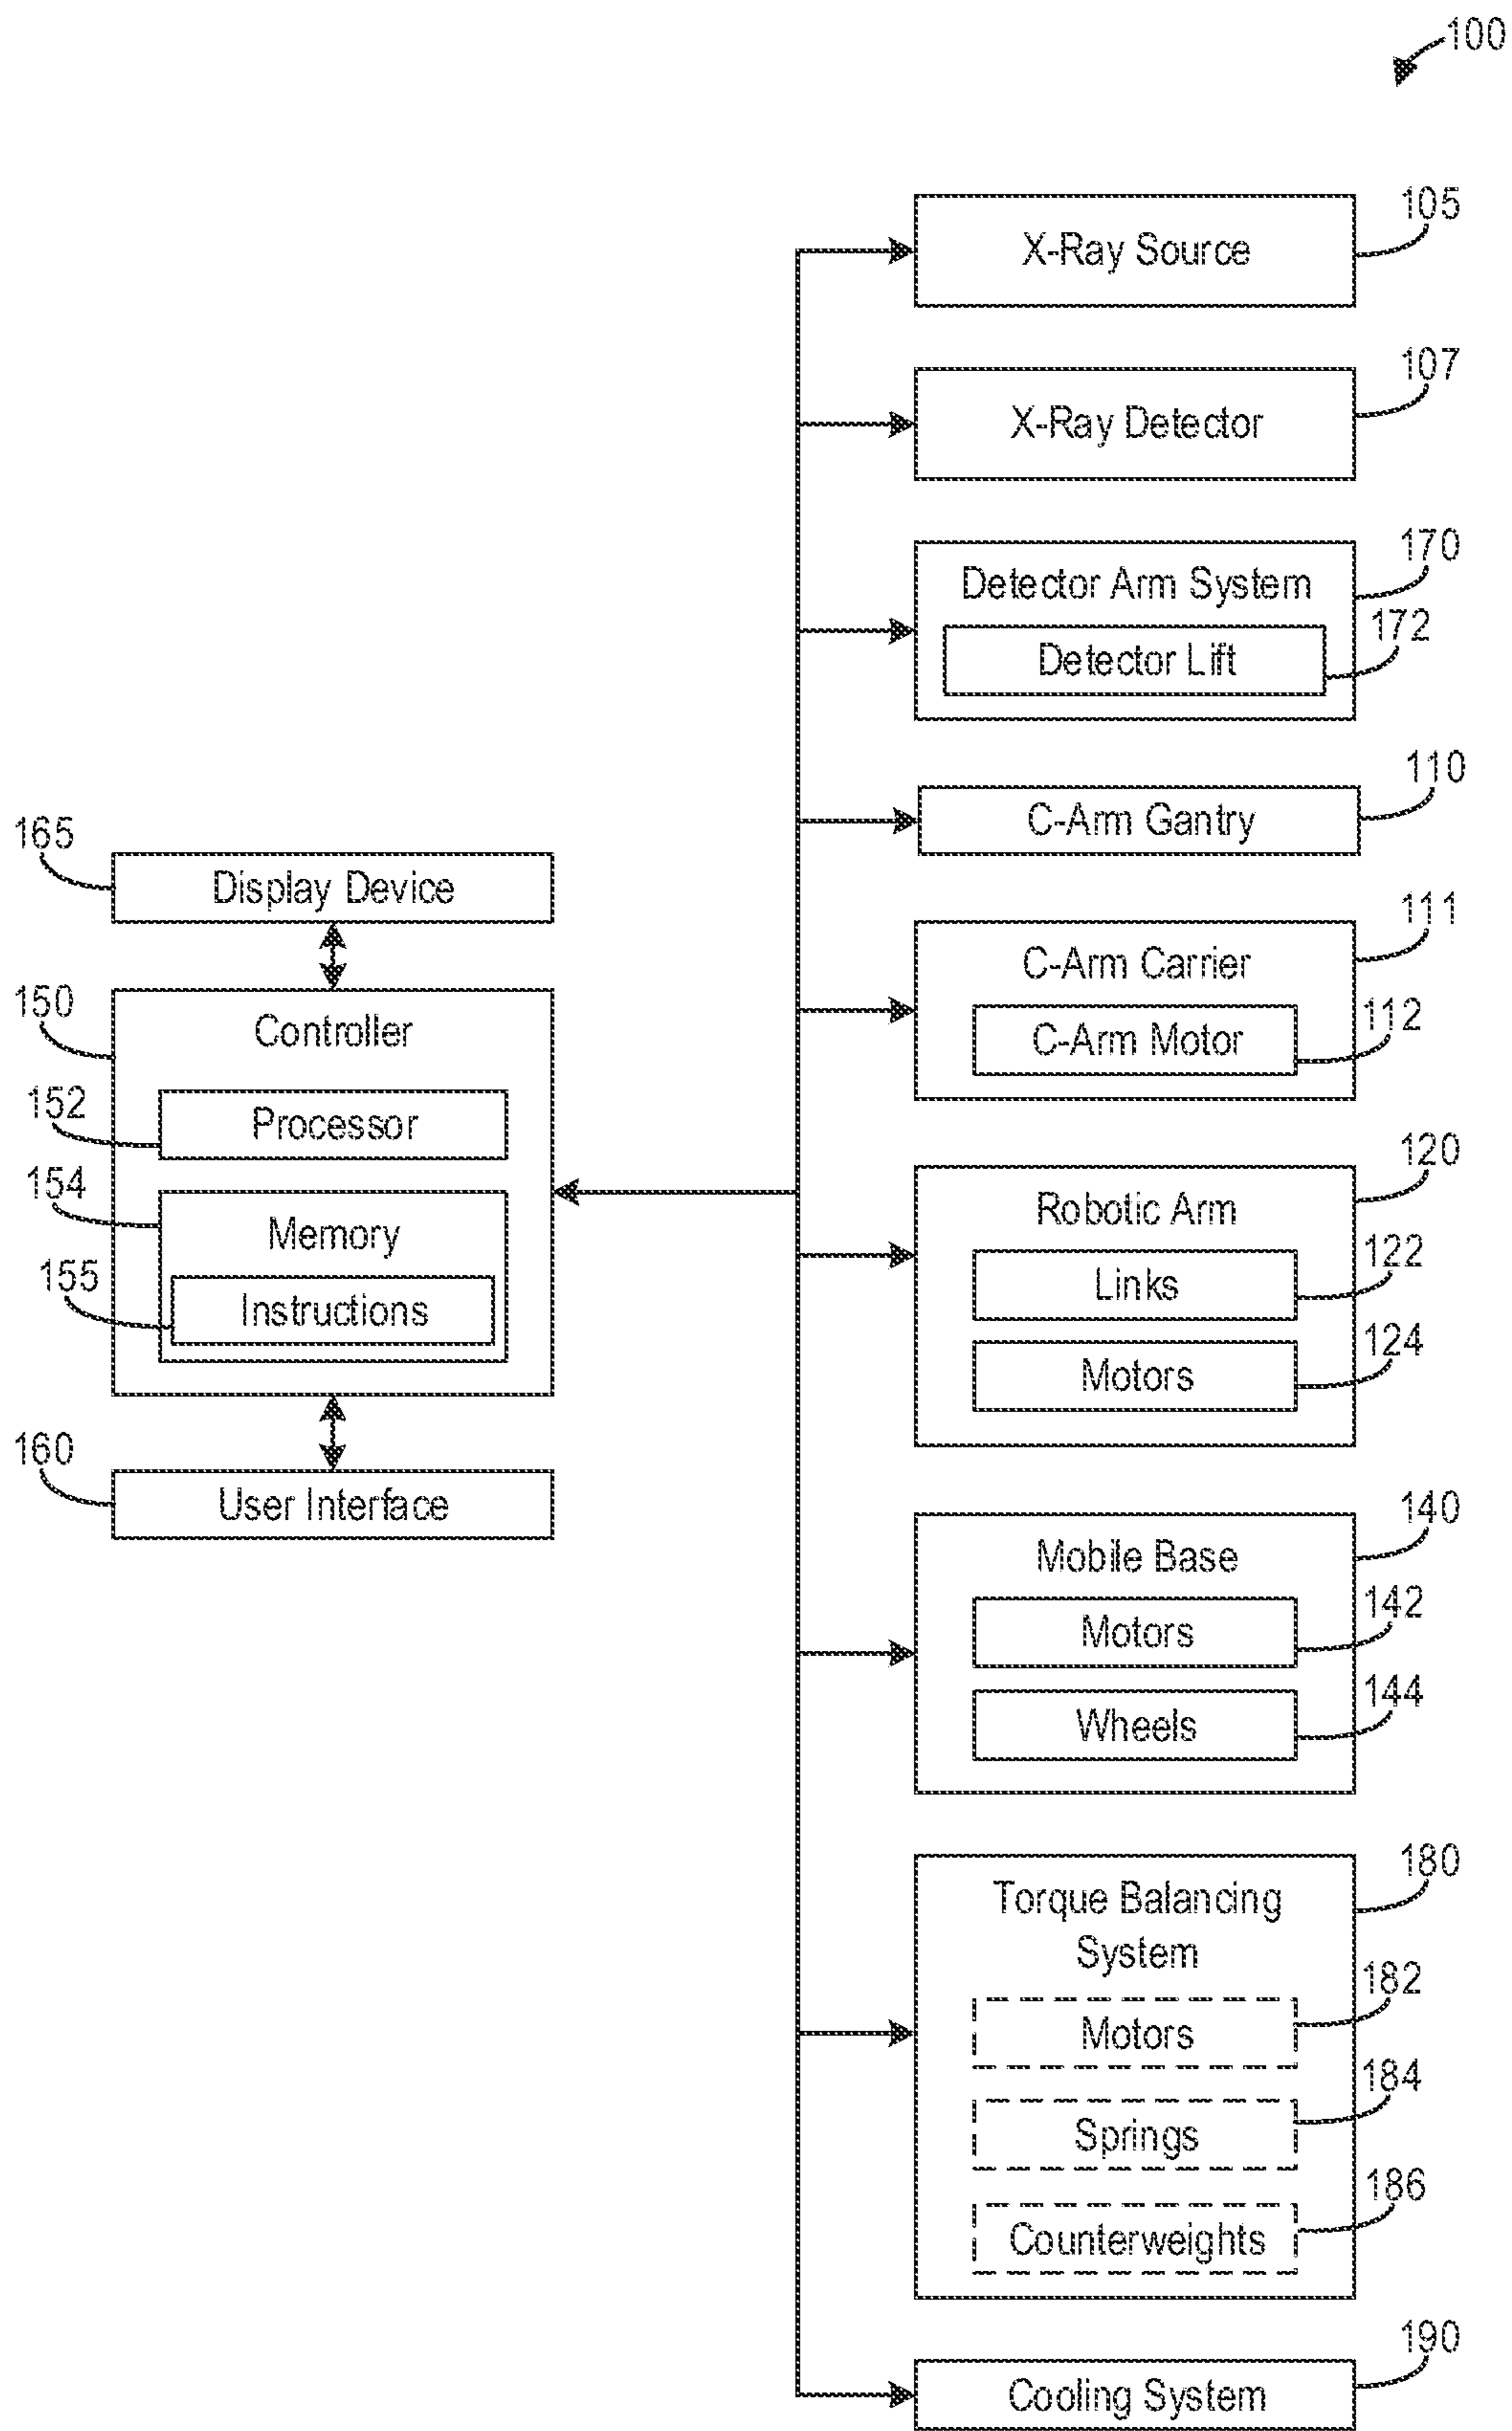 100
105
X-Ray Source
107
X-Ray Detector
170
Detector Arm System
172
Detector Lift
110
C-Arm Gantry
165
Display Device
111
C-Arm Carrier
112
C-Arm Motor
150
Controller
152
Processor
154
Memory
155
Instructions
120
Robotic Arm
122
Links
124
Motors
160
User Interface
140
Mobile Base
142
Motors
144
Wheels
180
Torque Balancing
System
182
Motors
184
Springs
186
Counterweights
190
Cooling System